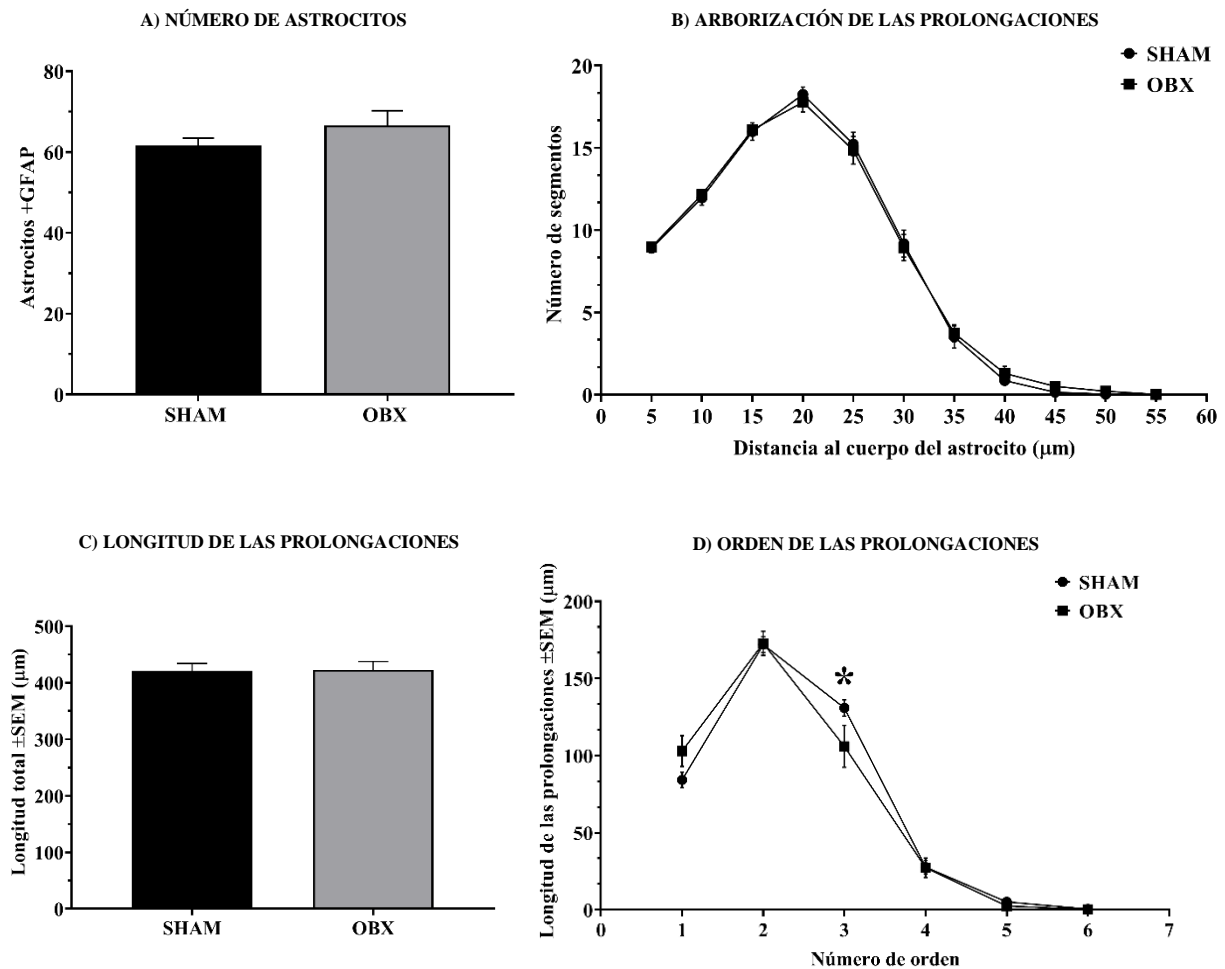 A) NÚMERO DE ASTROCITOS
Astrocitos +GFAP
80
60
40
20
0
SHAM OBX
B) ARBORIZACIÓN DE LAS PROLONGACIONES
SHAM
OBX
Número de segmentos
20
15
10
5
0
0 5 10 15 20 25 30 35 40 45 50 55 60
Distancia al cuerpo del astrocito (μm)
C) LONGITUD DE LAS PROLONGACIONES
Longitud total ±SEM (μm)
500
400
300
200
100
0
SHAM OBX
D) ORDEN DE LAS PROLONGACIONES
SHAM
OBX
Longitud de las prolongaciones ±SEM (μm)
200
150
100
50
0
*
0 1 2 3 4 5 6 7
Número de orden